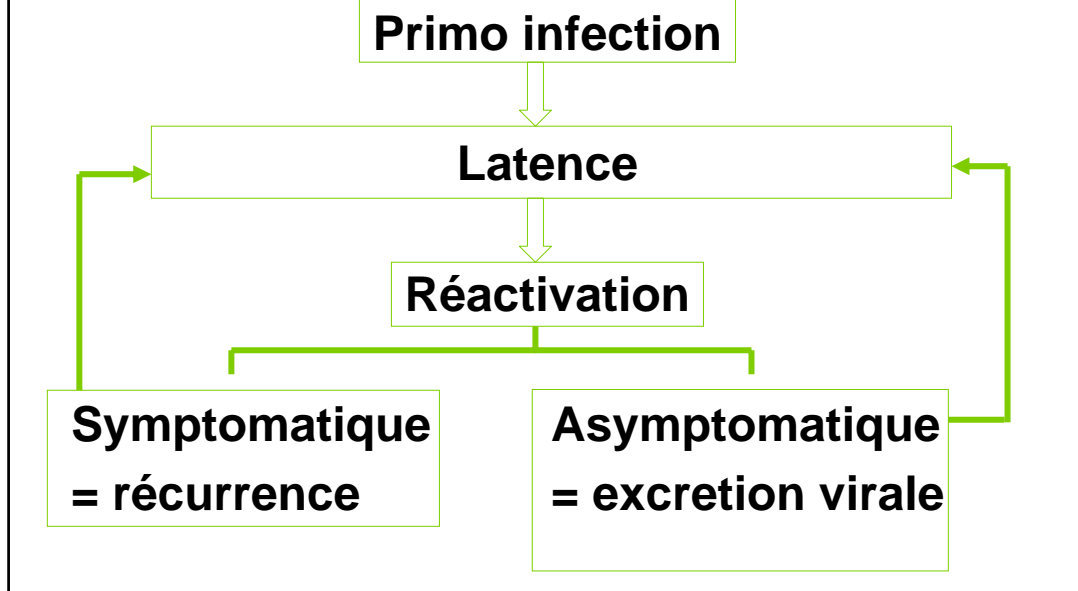 Primo infection
Latence
Réactivation
Symptomatique
= récurrence
Asymptomatique
= excretion virale